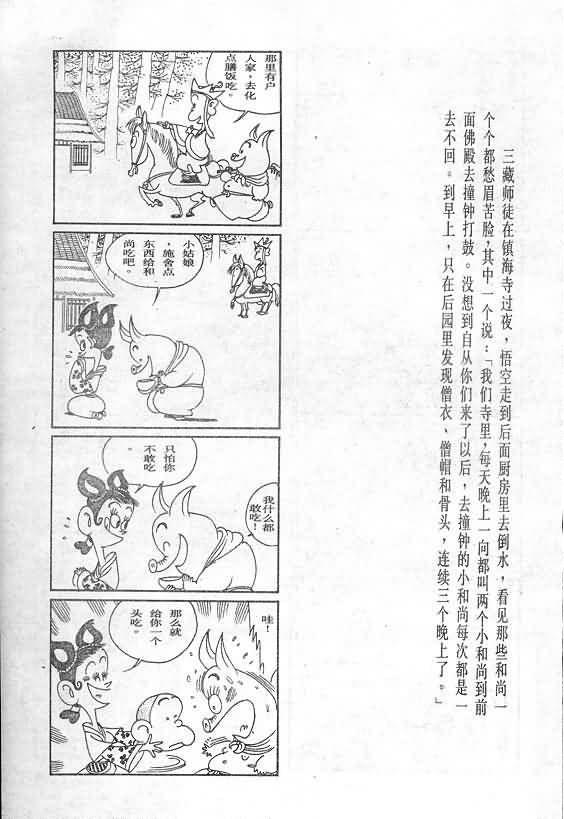 三藏师徒在镇海寺过夜，悟空走到后面厨房里去倒水，看见那些和尚一
个个都愁眉苦脸，其中一个说：「我们寺里，每天晚上一向都叫两个小和尚到前
面佛殿去撞钟打鼓。没想到自从你们来了以后，去撞钟的小和尚每次都是一
去不回。到早上，只在后园里发现僧衣、僧帽和骨头，连续三个晚上了。」
那里有户
人家，去化
点膳饭吃。
小姑娘
，施舍点
东西给和
尚吃吧。
只怕你
不敢吃
。
我什么都
敢吃！
哇！
那么就
给你一个
头吃。